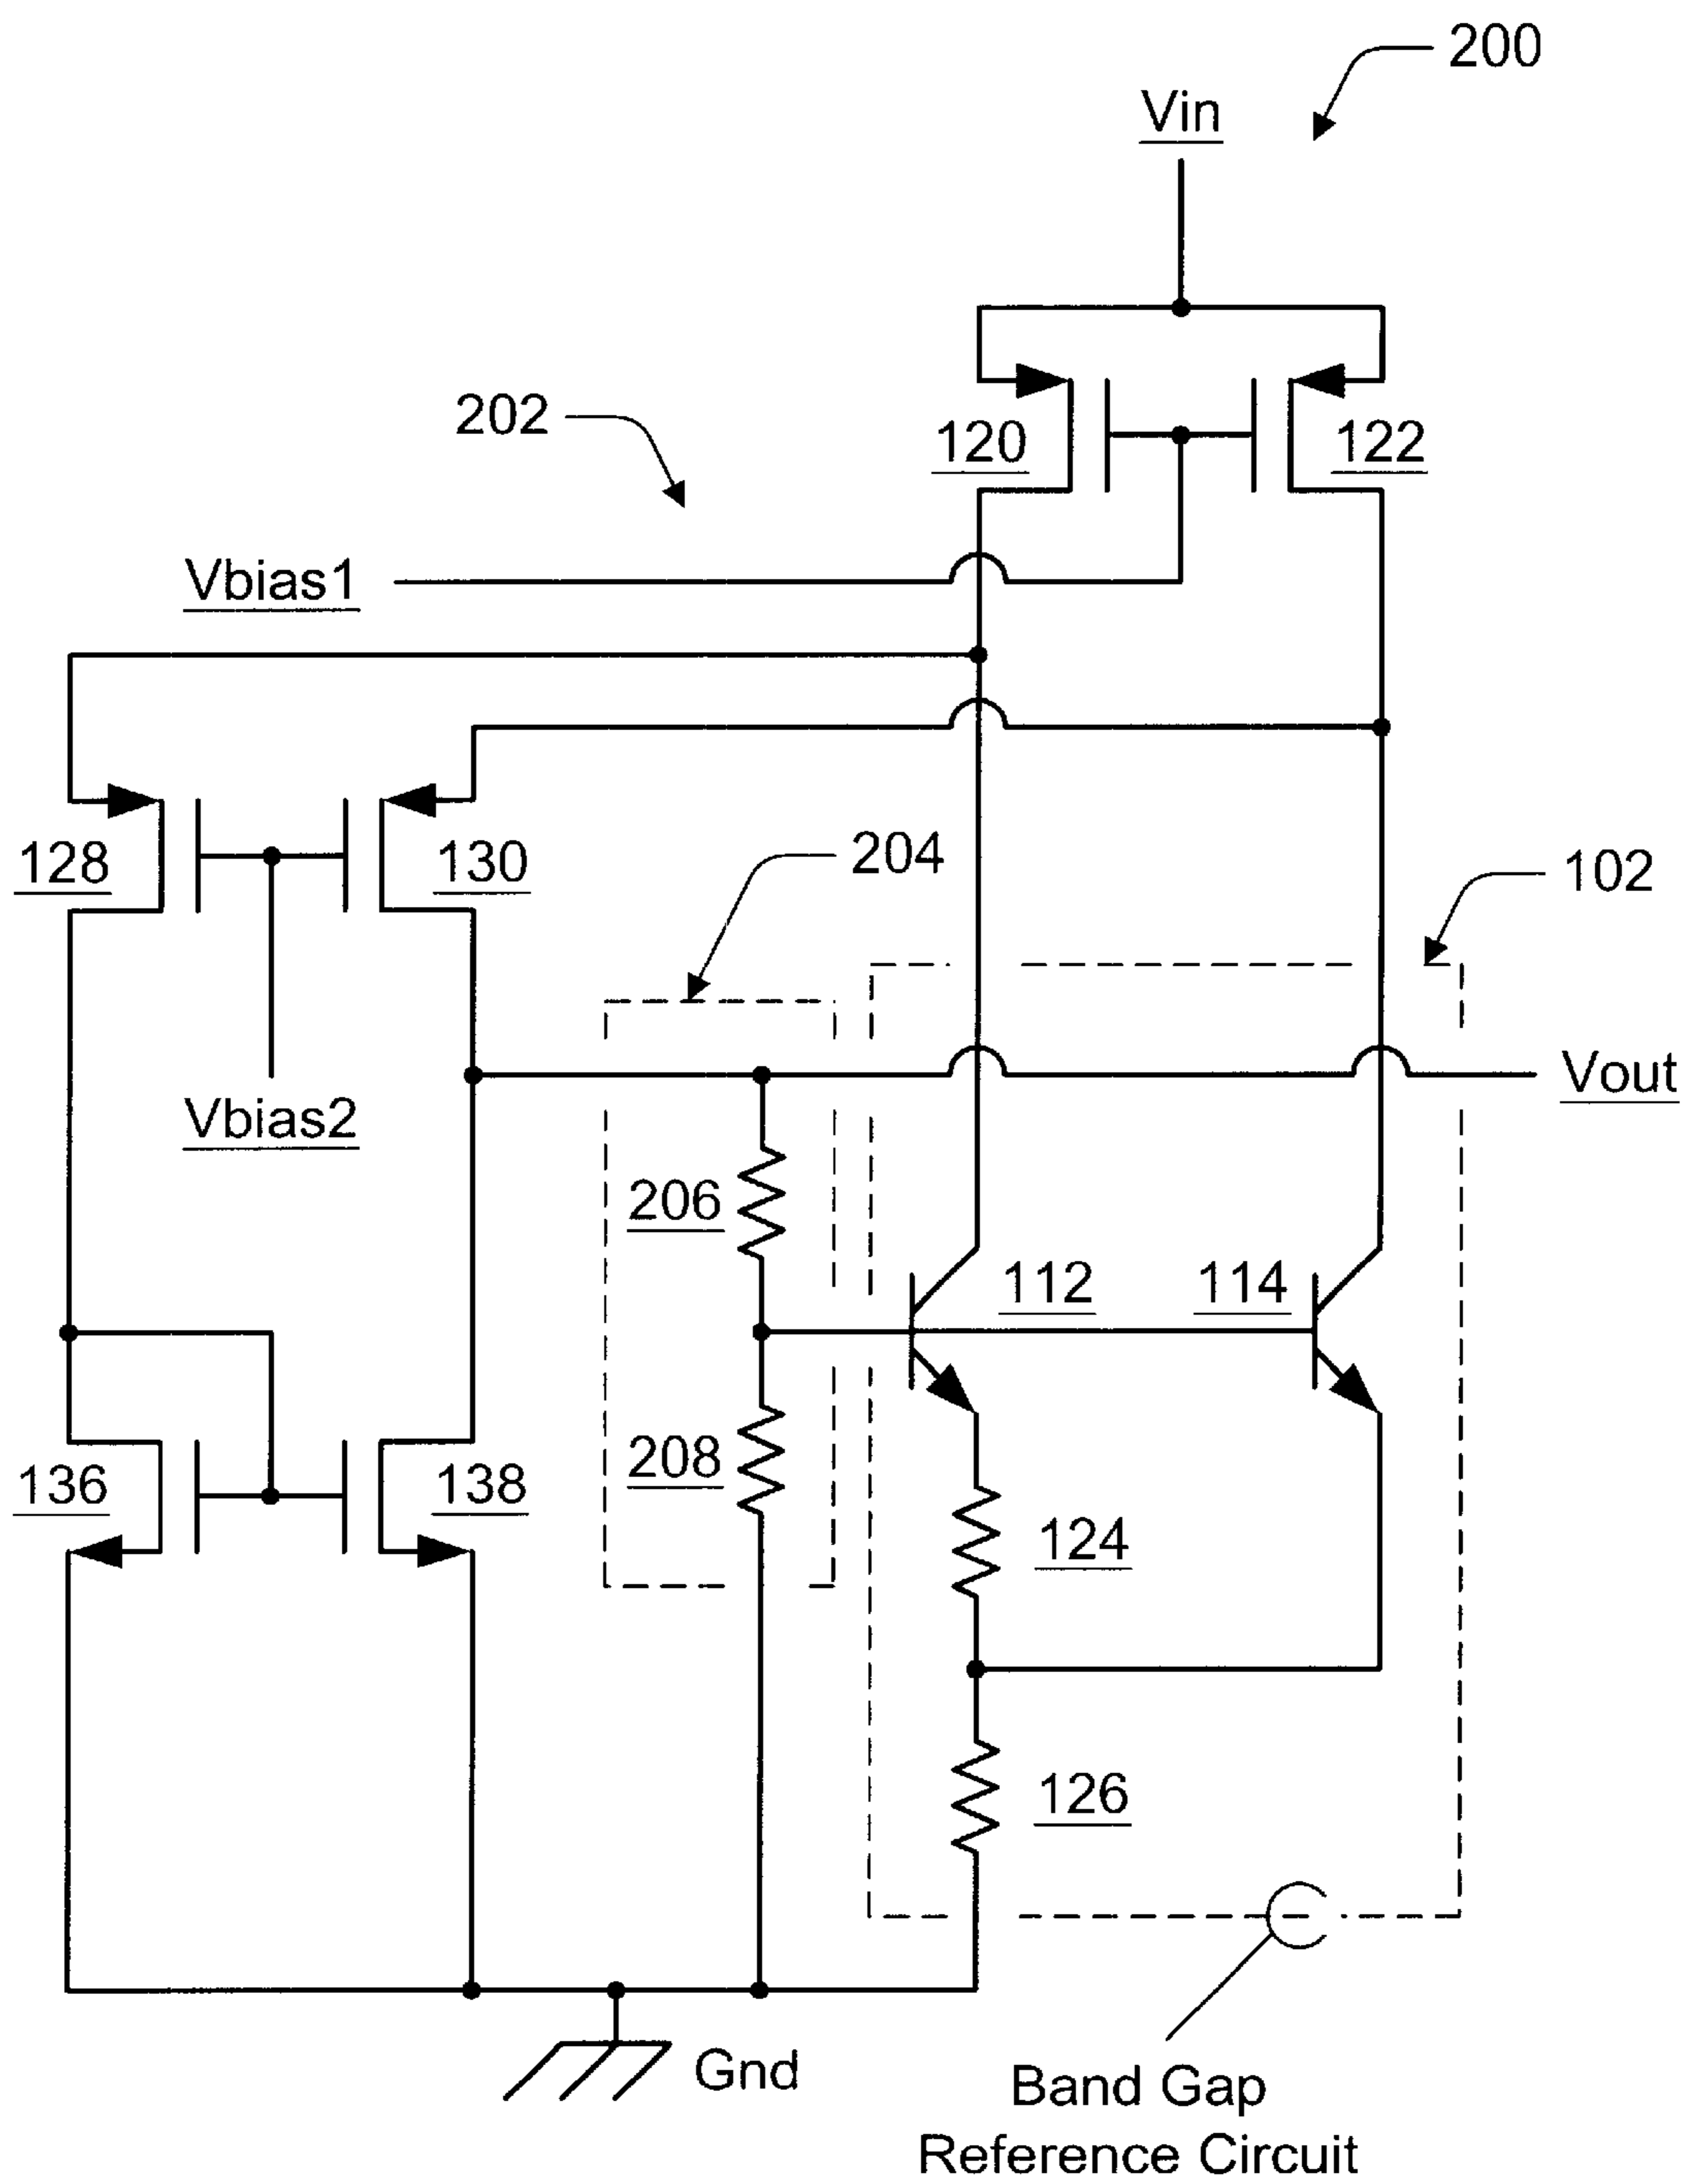 200
Vin
202
120
122
Vbias1
128
130
204
102
Vout
Vbias2
206
112
114
136
138
208
124
126
Gnd
Band Gap
Reference Circuit